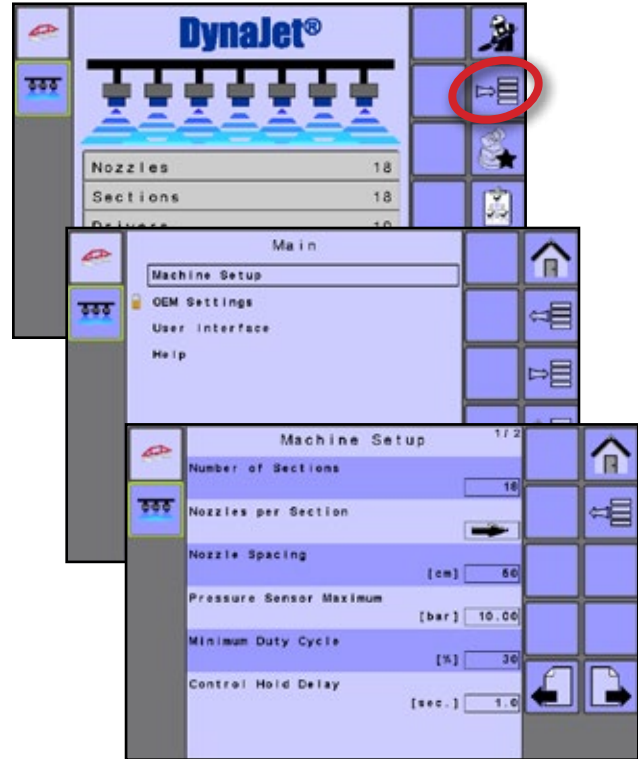 DynaJet®
Nozzles 18
Sections 18
Main
Machine Setup
OEM Settings
User Interface
Help
Machine Setup 1/2
Number of Sections
18
Nozzles per Section
Nozzle Spacing
[cm] 50
Pressure Sensor Maximum
[bar] 10.00
Minimum Duty Cycle
[%] 30
Control Hold Delay
[sec.] 1.0